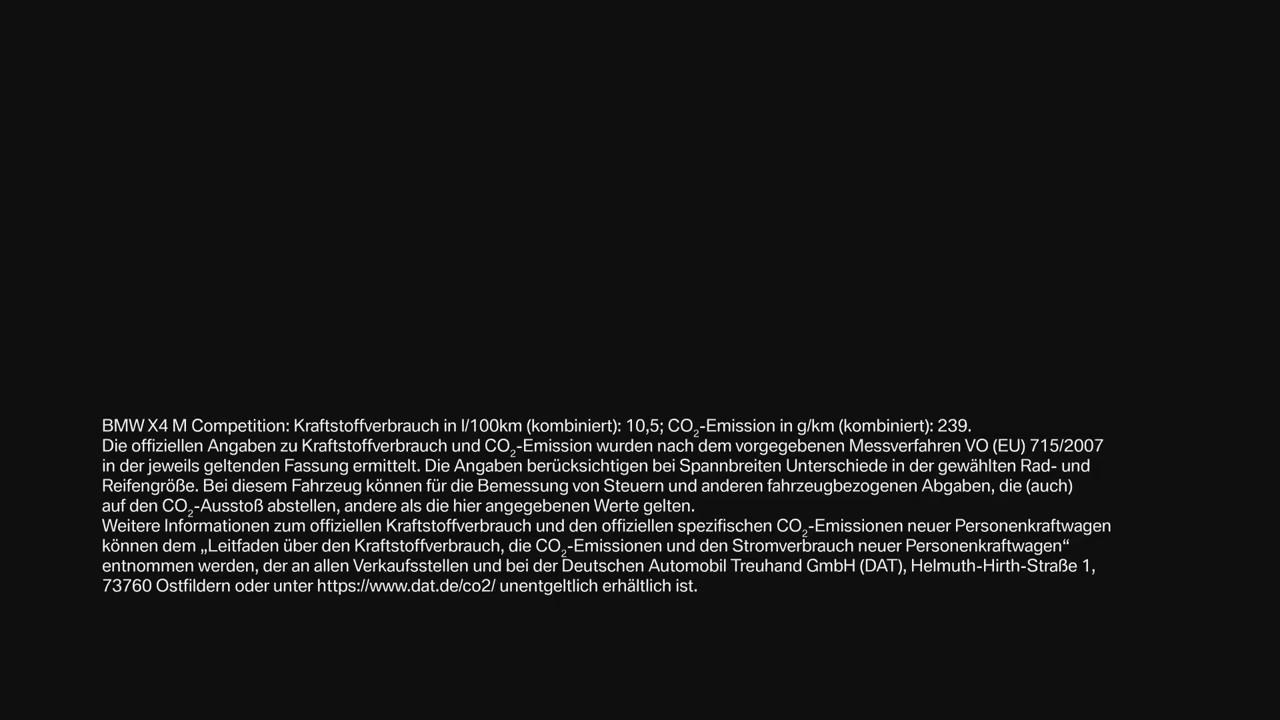 BMW X4 M Competition: Kraftstoffverbrauch in l/100km (kombiniert): 10,5; CO₂-Emission in g/km (kombiniert): 239.
Die offiziellen Angaben zu Kraftstoffverbrauch und CO₂-Emission wurden nach dem vorgegebenen Messverfahren VO (EU) 715/2007
in der jeweils geltenden Fassung ermittelt. Die Angaben berücksichtigen bei Spannbreiten Unterschiede in der gewählten Rad- und
Reifengröße. Bei diesem Fahrzeug können für die Bemessung von Steuern und anderen fahrzeugbezogenen Abgaben, die (auch)
auf den CO₂-Ausstoß abstellen, andere als die hier angegebenen Werte gelten.
Weitere Informationen zum offiziellen Kraftstoffverbrauch und den offiziellen spezifischen CO₂-Emissionen neuer Personenkraftwagen
können dem „Leitfaden über den Kraftstoffverbrauch, die CO₂-Emissionen und den Stromverbrauch neuer Personenkraftwagen“
entnommen werden, der an allen Verkaufsstellen und bei der Deutschen Automobil Treuhand GmbH (DAT), Helmuth-Hirth-Straße 1,
73760 Ostfildern oder unter https://www.dat.de/co2/ unentgeltlich erhältlich ist.